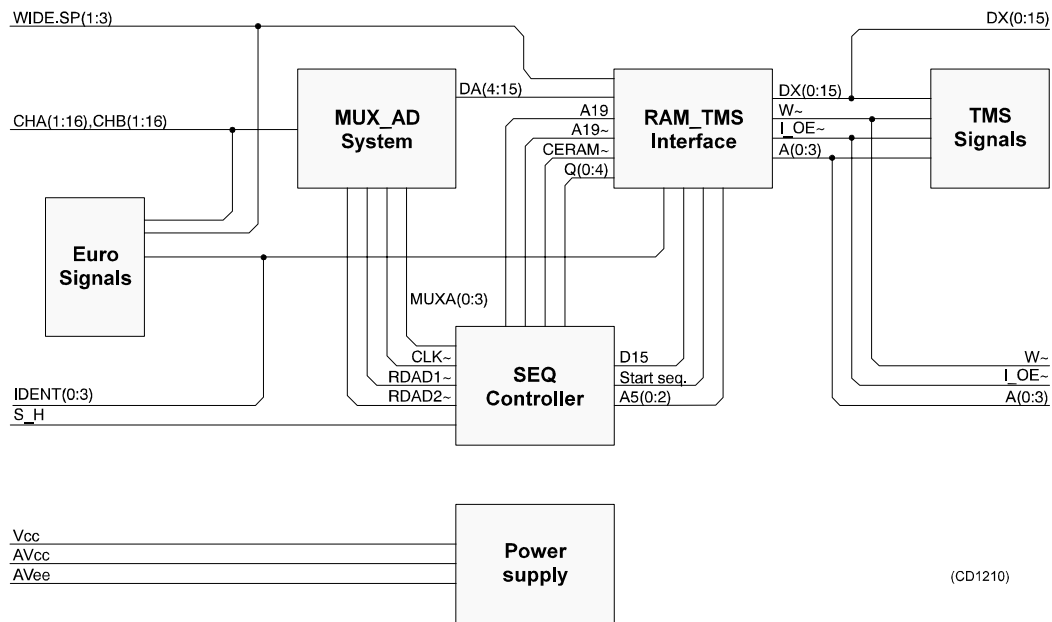 WIDE.SP(1:3)
DX(0:15)
MUX_AD
System
DA(4:15)
RAM_TMS
Interface
DX(0:15)
W~
I_OE~
A(0:3)
TMS
Signals
A19
A19~
CERAM~
Q(0:4)
CHA(1:16),CHB(1:16)
Euro
Signals
MUXA(0:3)
CLK~
RDAD1~
RDAD2~
SEQ
Controller
D15
Start seq.
A5(0:2)
W~
I_OE~
A(0:3)
IDENT(0:3)
S_H
Vcc
AVcc
AVee
Power
supply
(CD1210)